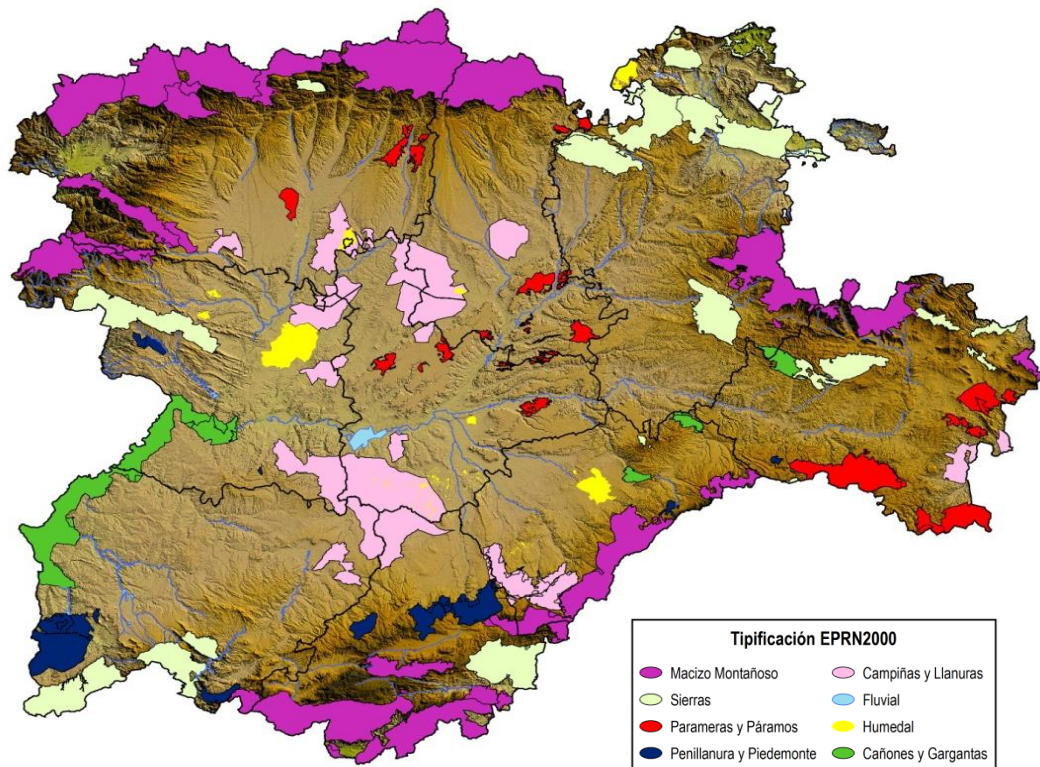 Tipificación EPRN2000
Macizo Montañoso
Campiñas y Llanuras
Sierras
Fluvial
Parameras y Páramos
Humedal
Penillanura y Piedemonte
Cañones y Gargantas